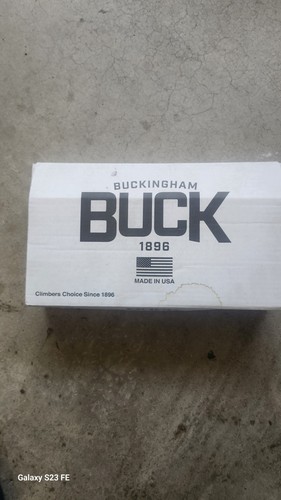 BUCKINGHAM
BUCK
1896
MADE IN USA
Climbers Choice Since 1896
Galaxy S23 FE